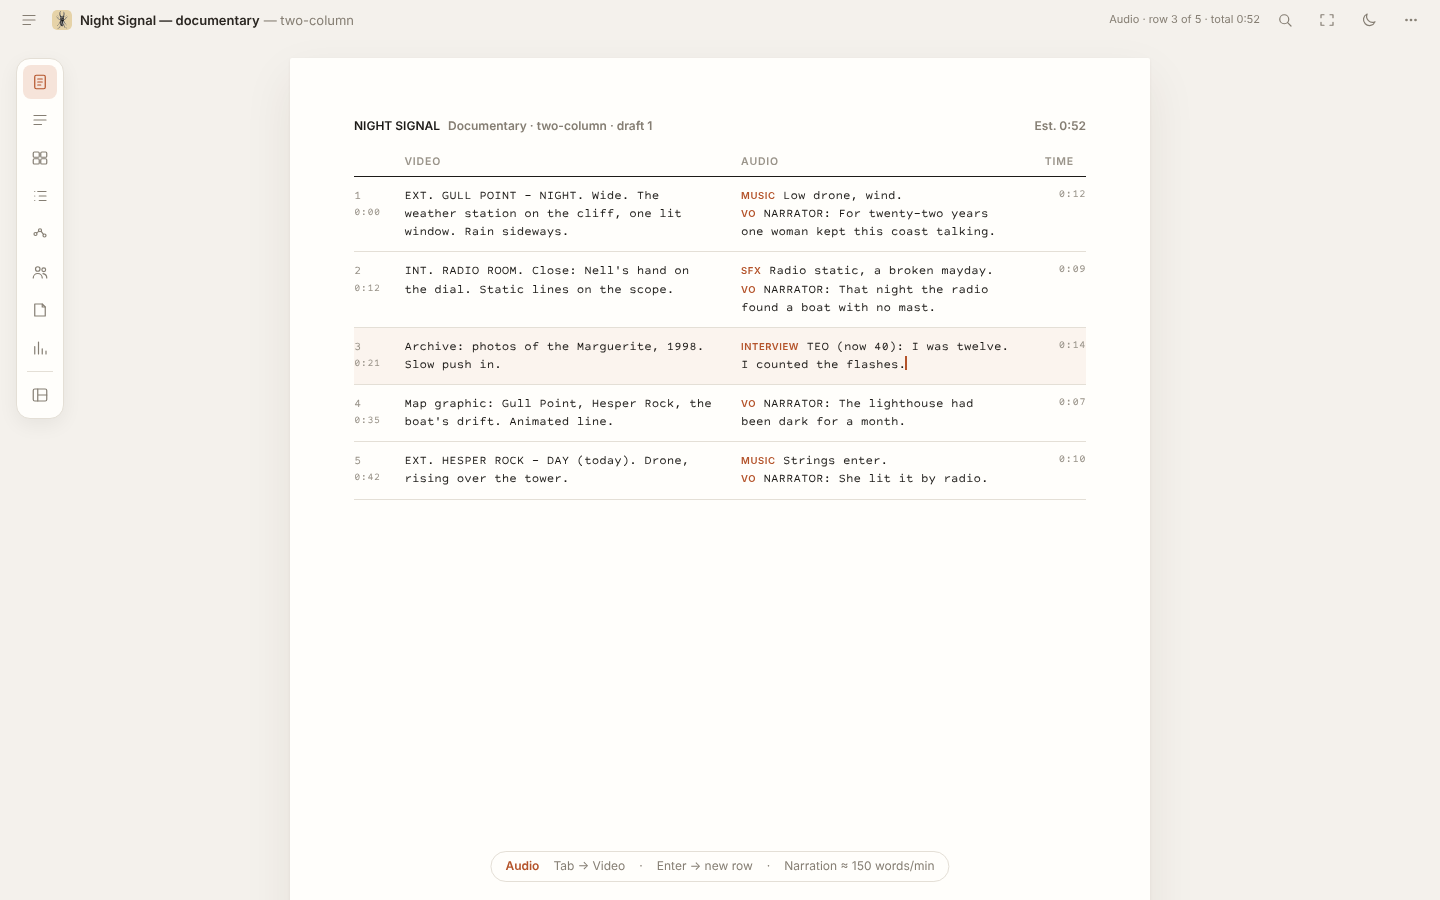 Night Signal — documentary — two-column
Audio · row 3 of 5 · total 0:52
NIGHT SIGNAL Documentary · two-column · draft 1
Est. 0:52
VIDEO AUDIO TIME
1
0:00
EXT. GULL POINT – NIGHT. Wide. The
weather station on the cliff, one lit
window. Rain sideways.
MUSIC Low drone, wind.
VO NARRATOR: For twenty-two years
one woman kept this coast talking.
0:12
2
0:12
INT. RADIO ROOM. Close: Nell's hand on
the dial. Static lines on the scope.
SFX Radio static, a broken mayday.
VO NARRATOR: That night the radio
found a boat with no mast.
0:09
3
0:21
Archive: photos of the Marguerite, 1998.
Slow push in.
INTERVIEW TEO (now 40): I was twelve.
I counted the flashes.
0:14
4
0:35
Map graphic: Gull Point, Hesper Rock, the
boat's drift. Animated line.
VO NARRATOR: The lighthouse had
been dark for a month.
0:07
5
0:42
EXT. HESPER ROCK – DAY (today). Drone,
rising over the tower.
MUSIC Strings enter.
VO NARRATOR: She lit it by radio.
0:10
Audio Tab → Video · Enter → new row · Narration ≈ 150 words/min